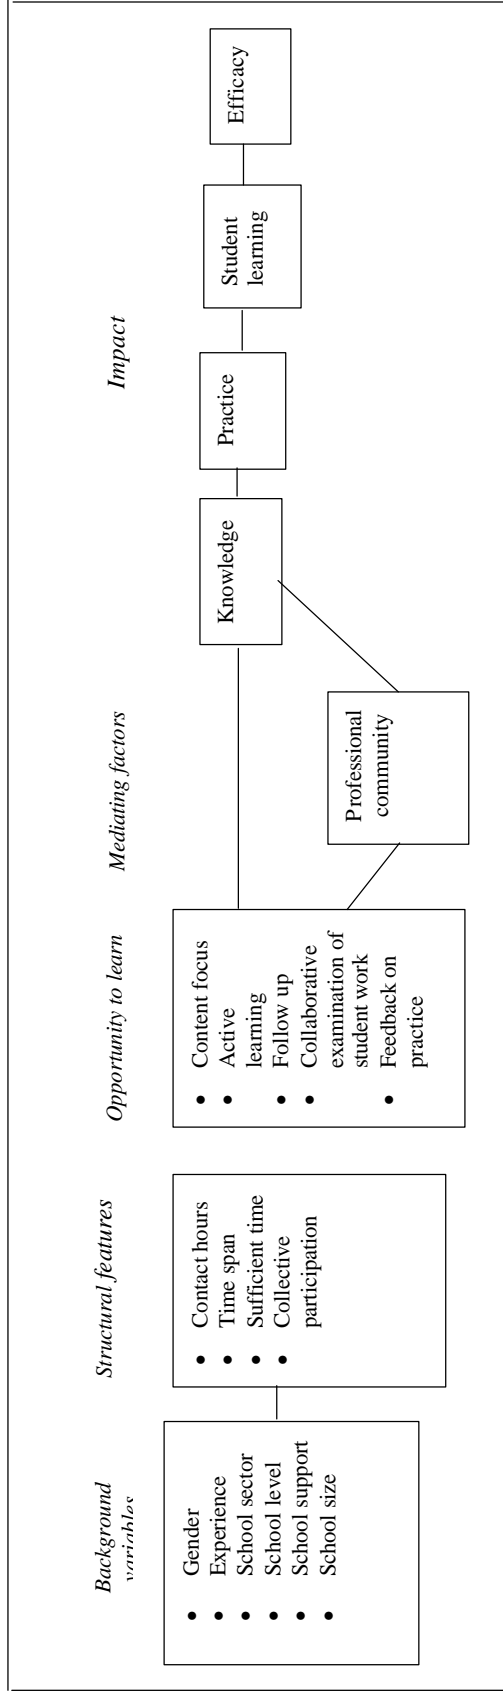 Background
variables
Structural features
Opportunity to learn
Mediating factors
Impact
• Gender
• Experience
• School sector
• School level
• School support
• School size
• Contact hours
• Time span
• Sufficient time
• Collective
participation
• Content focus
• Active
learning
• Follow up
• Collaborative
examination of
student work
• Feedback on
practice
Professional
community
Knowledge
Practice
Student
learning
Efficacy